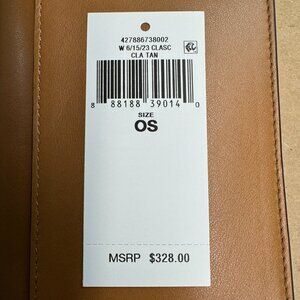 427886738002
W 6/15/23 CLASC
CLA TAN
8 88188 39014 0
SIZE
OS
MSRP $328.00